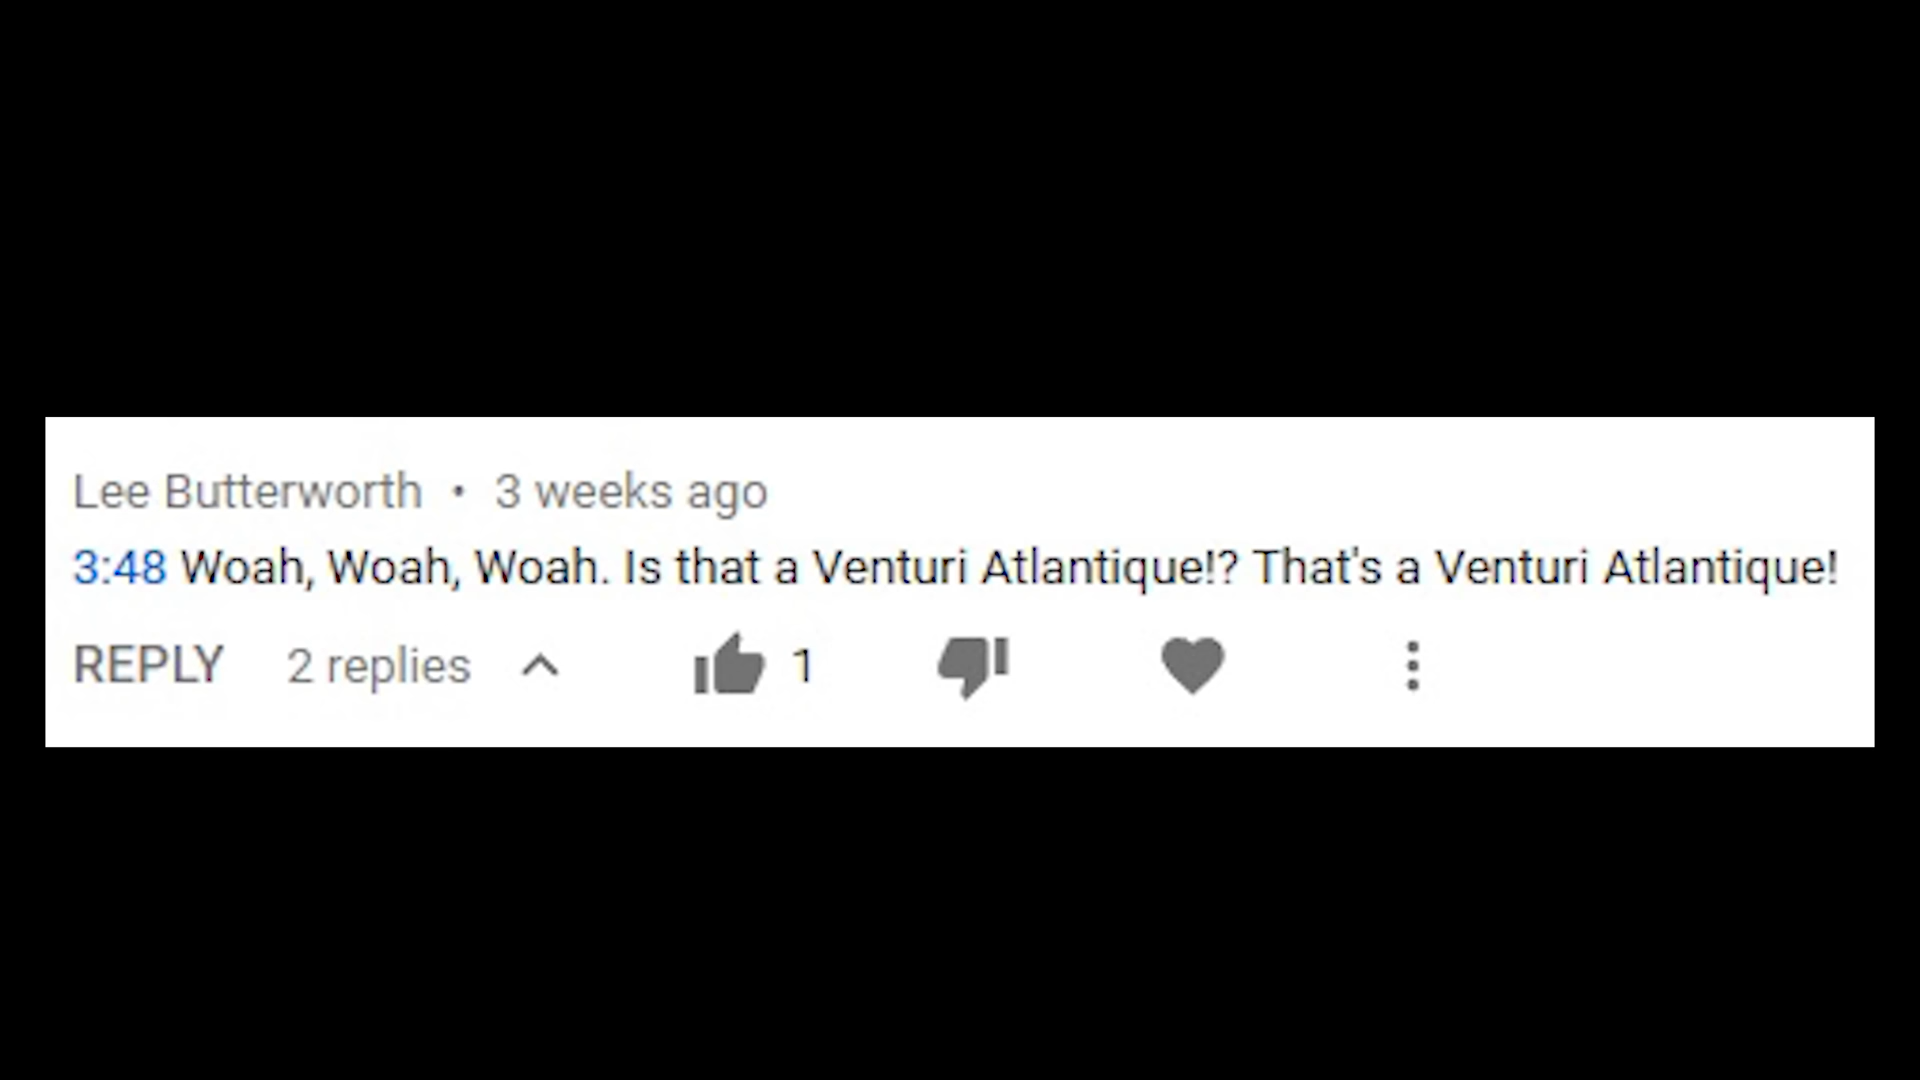 Lee Butterworth • 3 weeks ago
3:48 Woah, Woah, Woah. Is that a Venturi Atlantique!? That's a Venturi Atlantique!
REPLY 2 replies 1